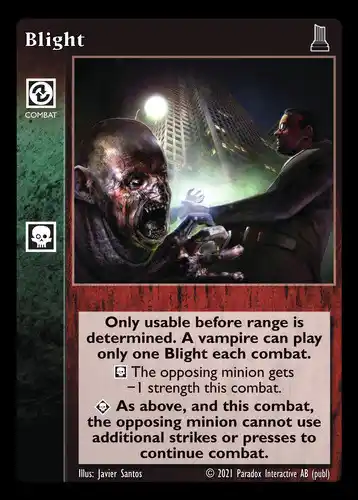 Blight
COMBAT
Only usable before range is
determined. A vampire can play
only one Blight each combat.
The opposing minion gets
−1 strength this combat.
As above, and this combat,
the opposing minion cannot use
additional strikes or presses to
continue combat.
Illus: Javier Santos © 2021 Paradox Interactive AB (publ)